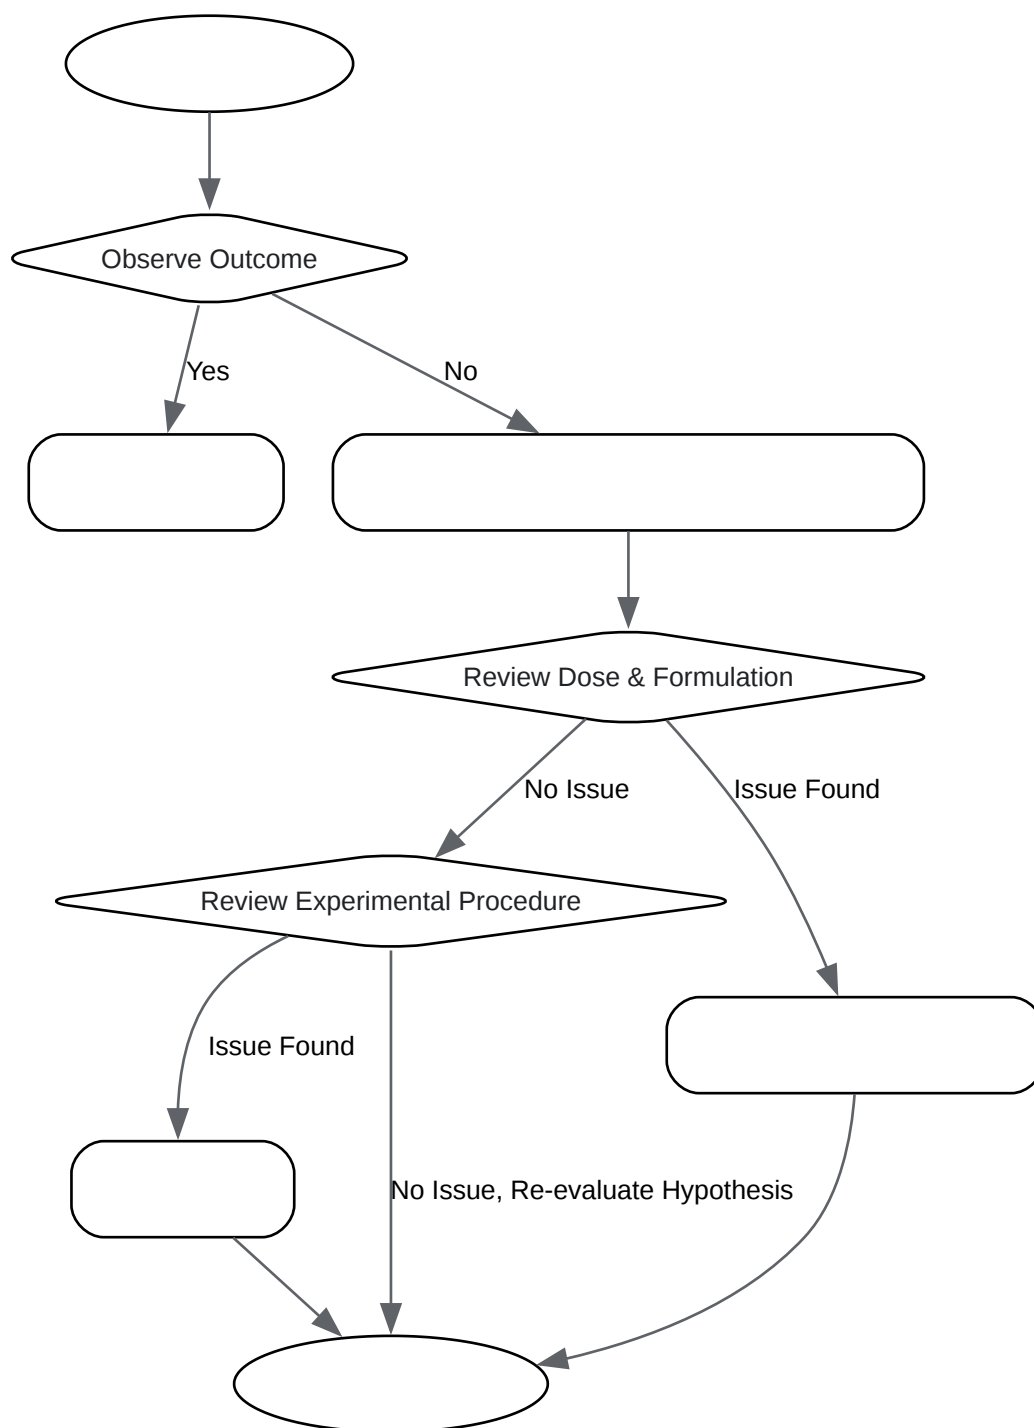 Observe Outcome
Yes
No
Review Dose & Formulation
No Issue
Issue Found
Review Experimental Procedure
Issue Found
No Issue, Re-evaluate Hypothesis